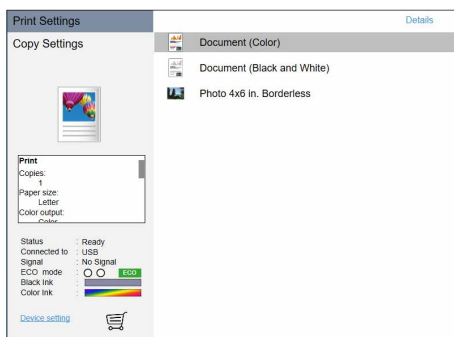 Print Settings
Details
Copy Settings
Document (Color)
Document (Black and White)
Photo 4x6 in. Borderless
Print
Copies:
1
Paper size:
Letter
Color output:
Color
Status : Ready
Connected to : USB
Signal : No Signal
ECO mode : ECO
Black Ink :
Color Ink :
Device setting